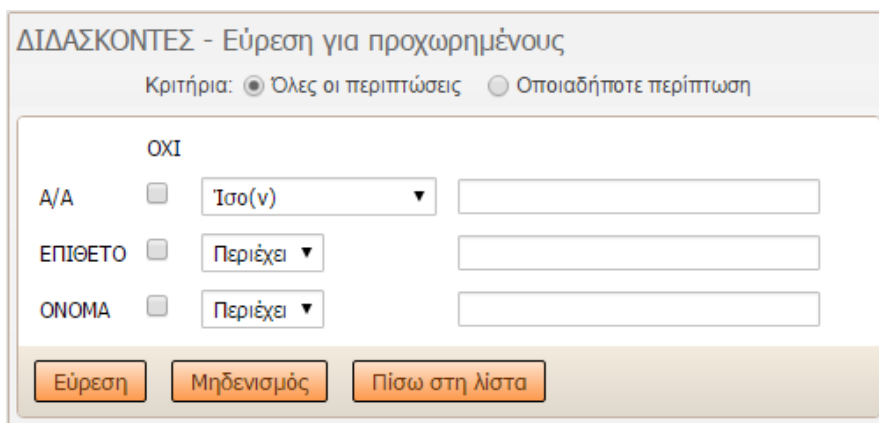 ΔΙΔΑΣΚΟΝΤΕΣ - Εύρεση για προχωρημένους
Κριτήρια: Όλες οι περιπτώσεις Οποιαδήποτε περίπτωση
ΟΧΙ
Α/Α Ίσο(ν)
ΕΠΙΘΕΤΟ Περιέχει
ΟΝΟΜΑ Περιέχει
Εύρεση Μηδενισμός Πίσω στη λίστα